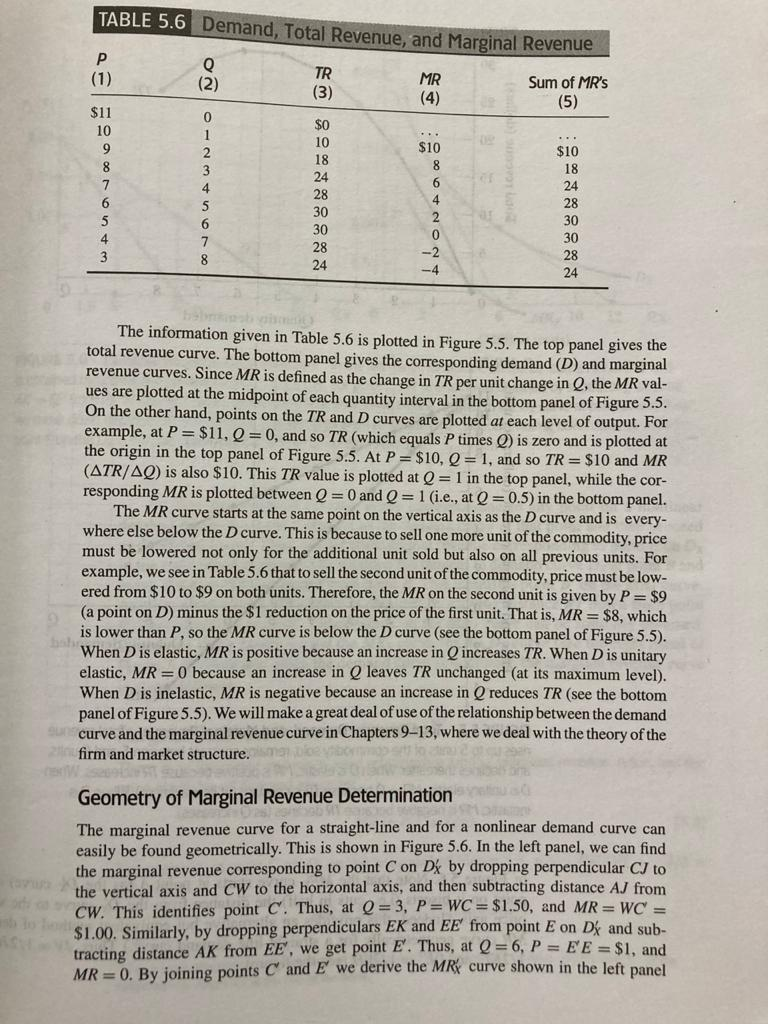 TABLE 5.6 Demand, Total Revenue, and Marginal Revenue
P Q TR MR Sum of MR's
(1) (2) (3) (4) (5)
$11 0 $0 ... ...
10 1 10 $10 $10
9 2 18 8 18
8 3 24 6 24
7 4 28 4 28
6 5 30 2 30
5 6 30 0 30
4 7 28 −2 28
3 8 24 −4 24
The information given in Table 5.6 is plotted in Figure 5.5. The top panel gives the
total revenue curve. The bottom panel gives the corresponding demand (D) and marginal
revenue curves. Since MR is defined as the change in TR per unit change in Q, the MR val-
ues are plotted at the midpoint of each quantity interval in the bottom panel of Figure 5.5.
On the other hand, points on the TR and D curves are plotted at each level of output. For
example, at P = $11, Q = 0, and so TR (which equals P times Q) is zero and is plotted at
the origin in the top panel of Figure 5.5. At P = $10, Q = 1, and so TR = $10 and MR
(ΔTR/ΔQ) is also $10. This TR value is plotted at Q = 1 in the top panel, while the cor-
responding MR is plotted between Q = 0 and Q = 1 (i.e., at Q = 0.5) in the bottom panel.
The MR curve starts at the same point on the vertical axis as the D curve and is every-
where else below the D curve. This is because to sell one more unit of the commodity, price
must be lowered not only for the additional unit sold but also on all previous units. For
example, we see in Table 5.6 that to sell the second unit of the commodity, price must be low-
ered from $10 to $9 on both units. Therefore, the MR on the second unit is given by P = $9
(a point on D) minus the $1 reduction on the price of the first unit. That is, MR = $8, which
is lower than P, so the MR curve is below the D curve (see the bottom panel of Figure 5.5).
When D is elastic, MR is positive because an increase in Q increases TR. When D is unitary
elastic, MR = 0 because an increase in Q leaves TR unchanged (at its maximum level).
When D is inelastic, MR is negative because an increase in Q reduces TR (see the bottom
panel of Figure 5.5). We will make a great deal of use of the relationship between the demand
curve and the marginal revenue curve in Chapters 9–13, where we deal with the theory of the
firm and market structure.
Geometry of Marginal Revenue Determination
The marginal revenue curve for a straight-line and for a nonlinear demand curve can
easily be found geometrically. This is shown in Figure 5.6. In the left panel, we can find
the marginal revenue corresponding to point C on D′x by dropping perpendicular CJ to
the vertical axis and CW to the horizontal axis, and then subtracting distance AJ from
CW. This identifies point C′. Thus, at Q = 3, P = WC = $1.50, and MR = WC′ =
$1.00. Similarly, by dropping perpendiculars EK and EE′ from point E on D′x and sub-
tracting distance AK from EE′, we get point E′. Thus, at Q = 6, P = E′E = $1, and
MR = 0. By joining points C′ and E′ we derive the MR′x curve shown in the left panel